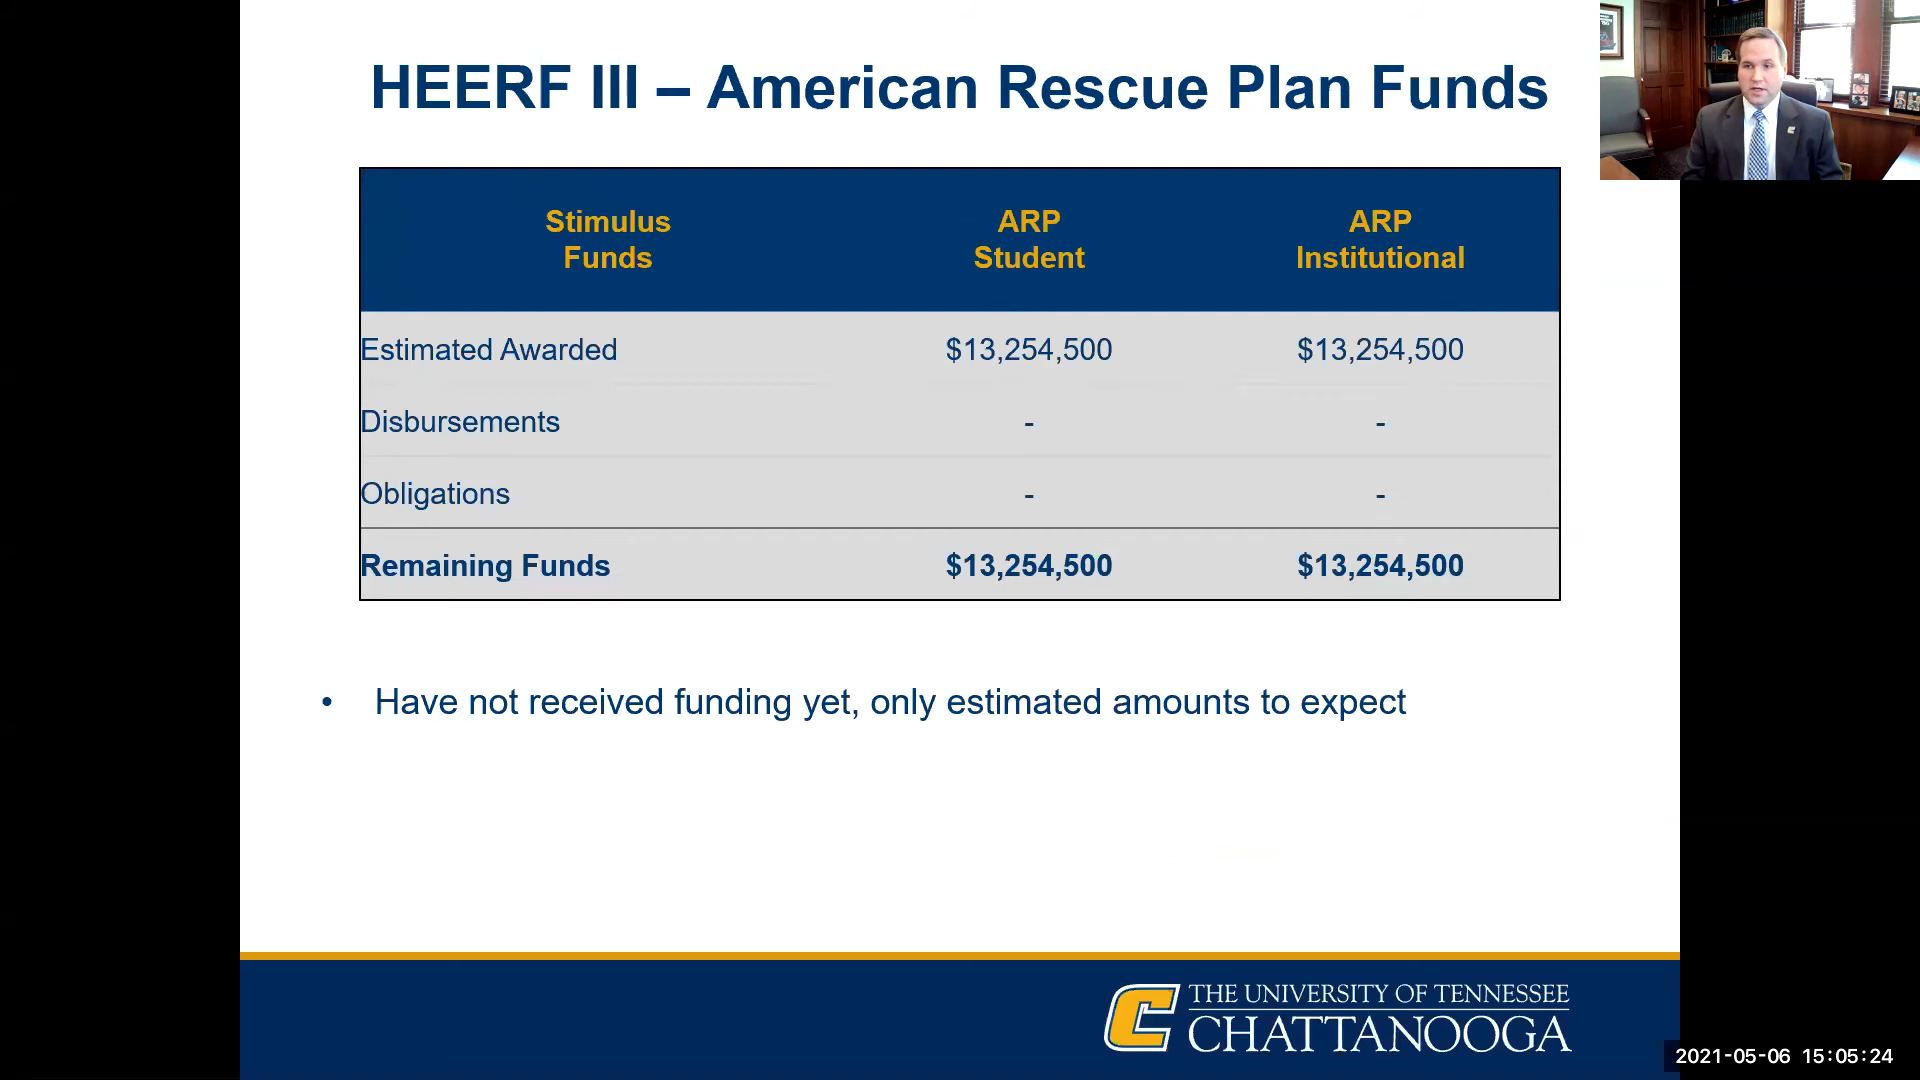 HEERF III – American Rescue Plan Funds
Stimulus Funds ARP Student ARP Institutional
Estimated Awarded $13,254,500 $13,254,500
Disbursements - -
Obligations - -
Remaining Funds $13,254,500 $13,254,500
• Have not received funding yet, only estimated amounts to expect
C THE UNIVERSITY OF TENNESSEE
CHATTANOOGA
2021-05-06 15:05:24